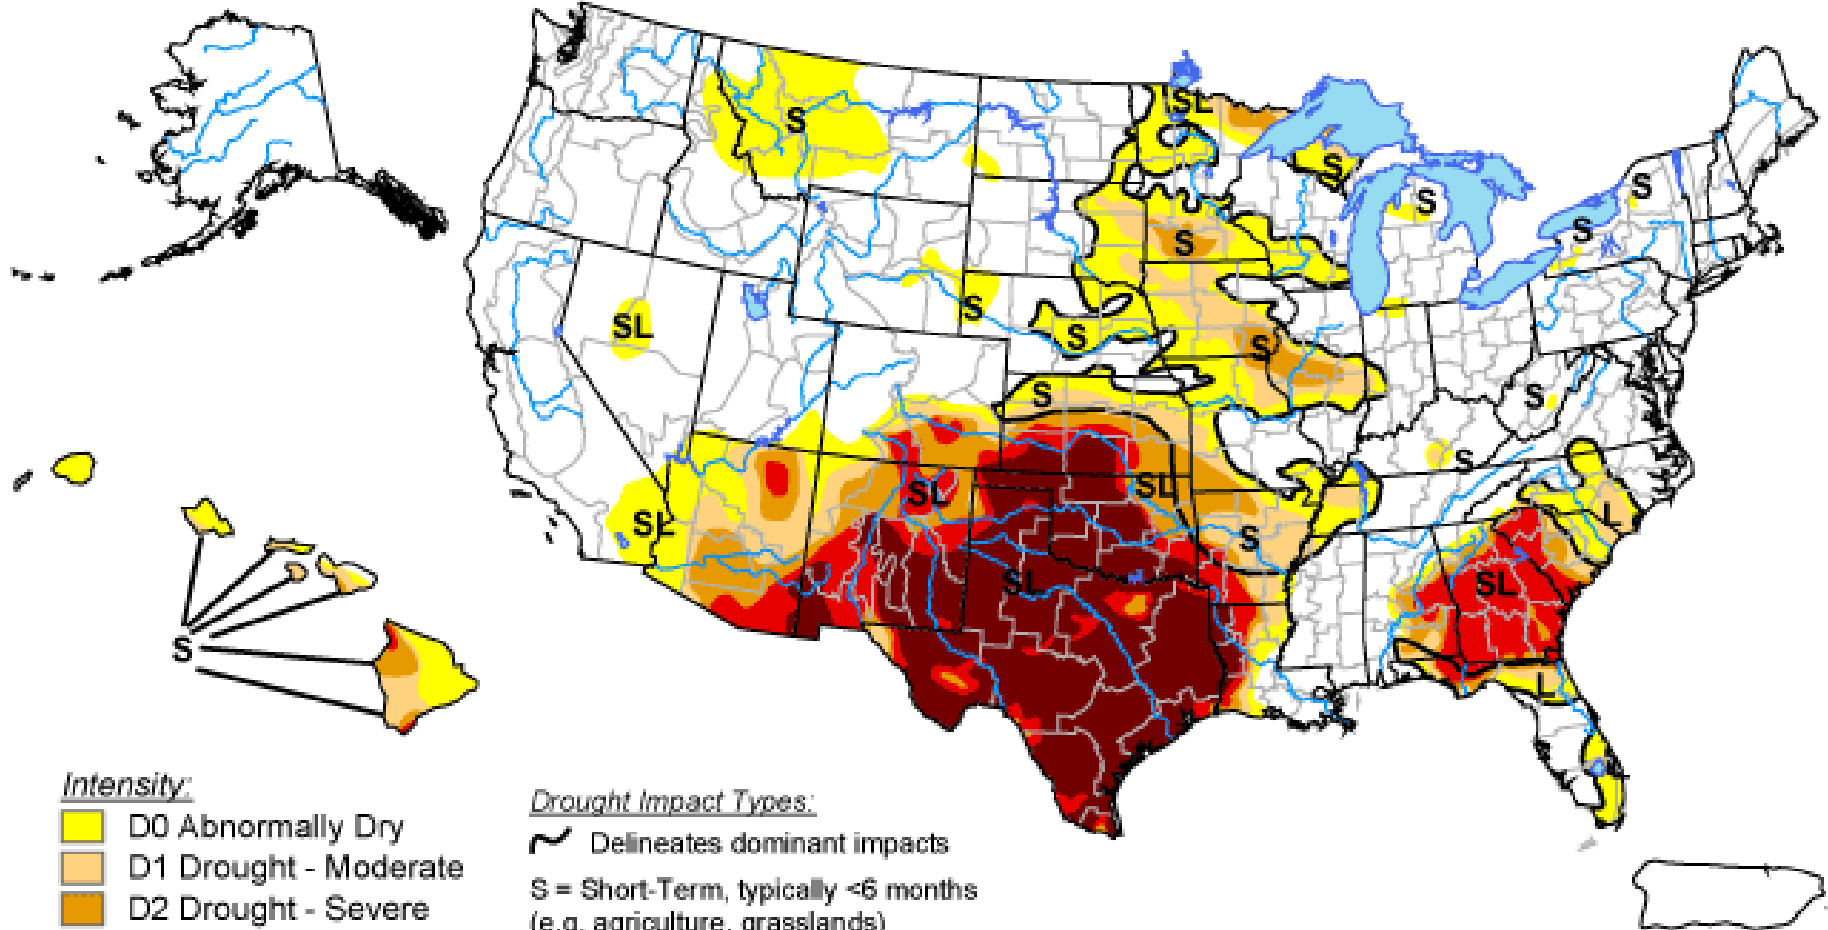 S
SL
S
S
S
S
S
SL
S
S
S
S
S
S
SL
SL
SL
S
L
SL
SL
S
L
Intensity:
D0 Abnormally Dry
D1 Drought - Moderate
D2 Drought - Severe
Drought Impact Types:
Delineates dominant impacts
S = Short-Term, typically <6 months
(e.g. agriculture, grasslands)